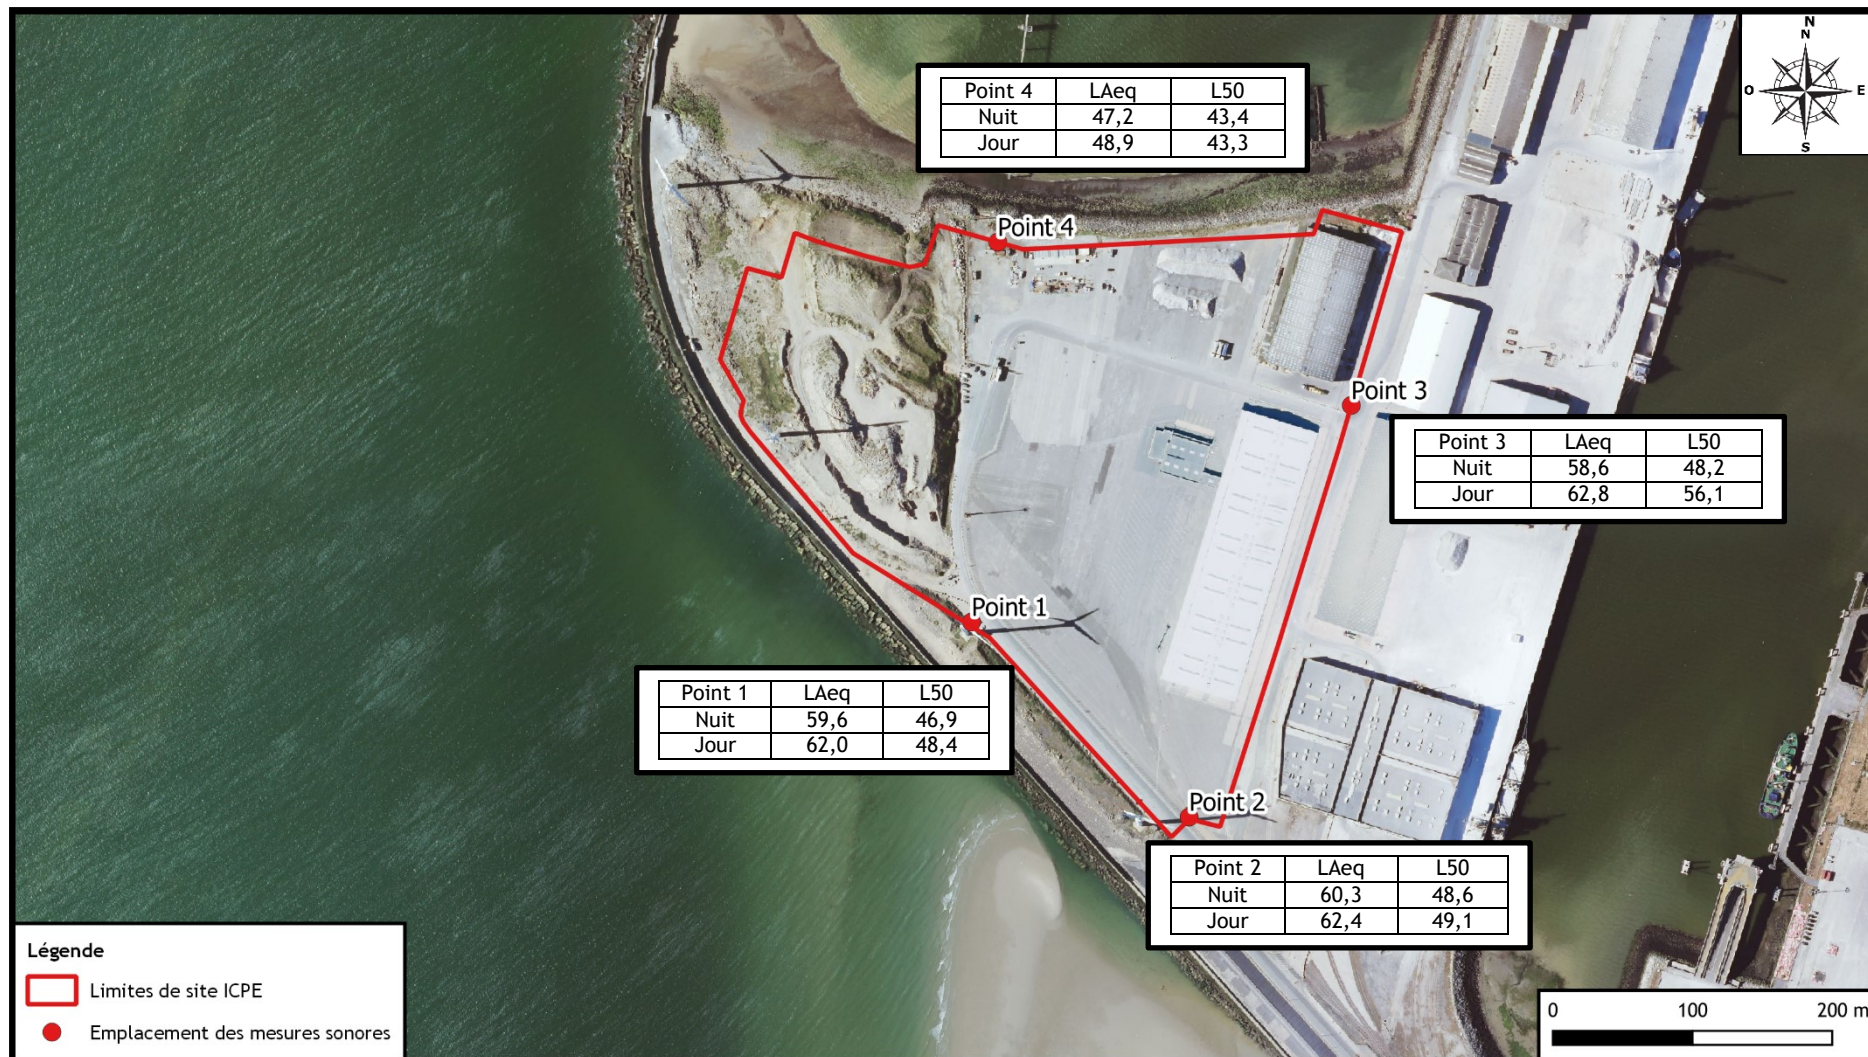 N
N
O
E
S
Point 4 LAeq L50
Nuit 47,2 43,4
Jour 48,9 43,3
Point 4
Point 3
Point 3 LAeq L50
Nuit 58,6 48,2
Jour 62,8 56,1
Point 1
Point 1 LAeq L50
Nuit 59,6 46,9
Jour 62,0 48,4
Point 2
Point 2 LAeq L50
Nuit 60,3 48,6
Jour 62,4 49,1
Légende
Limites de site ICPE
Emplacement des mesures sonores
0 100 200 m